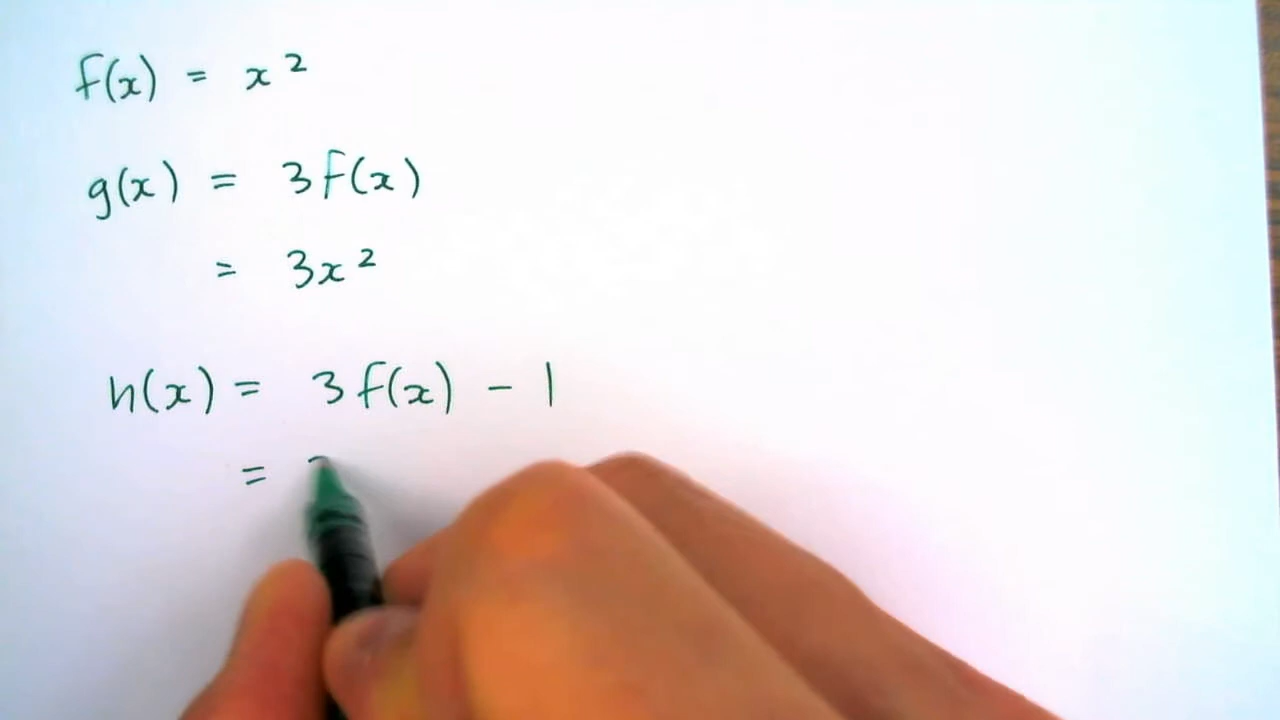 f(x) = x²
g(x) = 3f(x)
= 3x²
h(x) = 3f(x) - 1
=